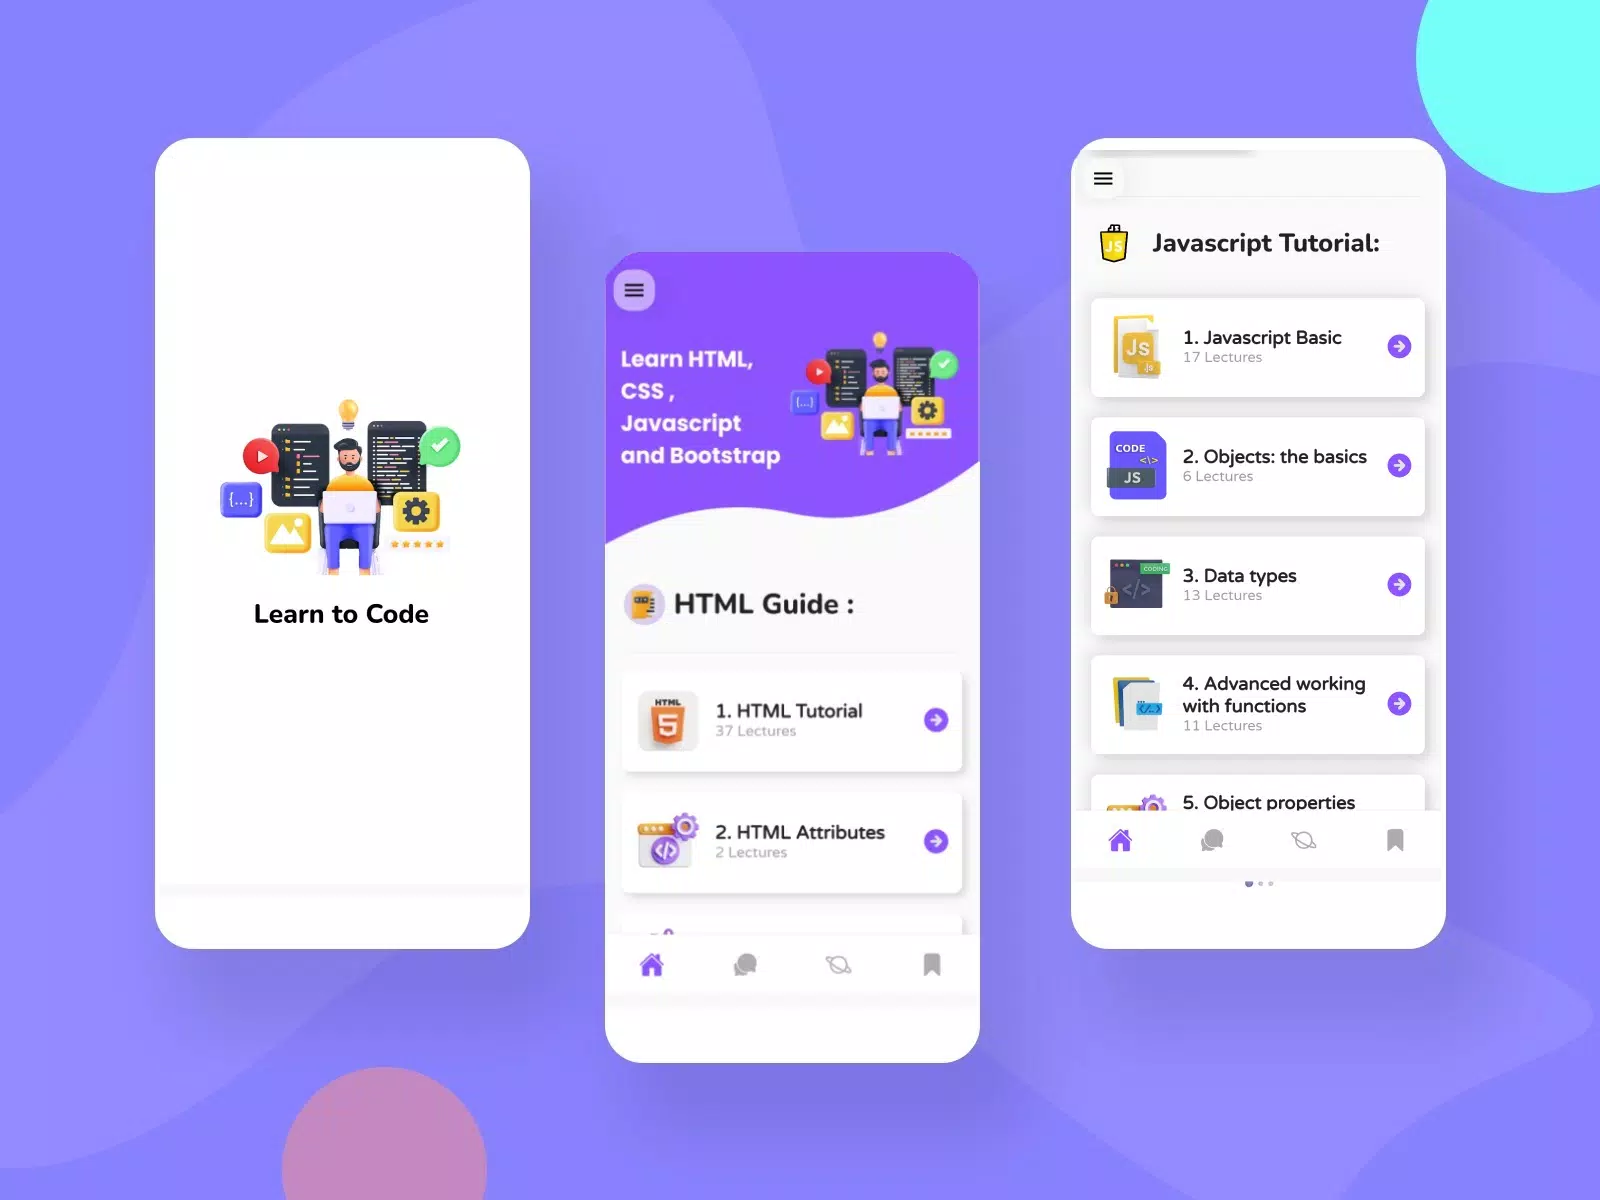 {...}
Learn to Code
Learn HTML,
CSS ,
Javascript
and Bootstrap
{...}
HTML Guide :
HTML
5
1. HTML Tutorial
37 Lectures
</>
2. HTML Attributes
2 Lectures
JS
Javascript Tutorial:
Js
Js
1. Javascript Basic
17 Lectures
CODE
</>
JS
2. Objects: the basics
6 Lectures
CODING
</>
3. Data types
13 Lectures
</..>
4. Advanced working
with functions
11 Lectures
5. Object properties